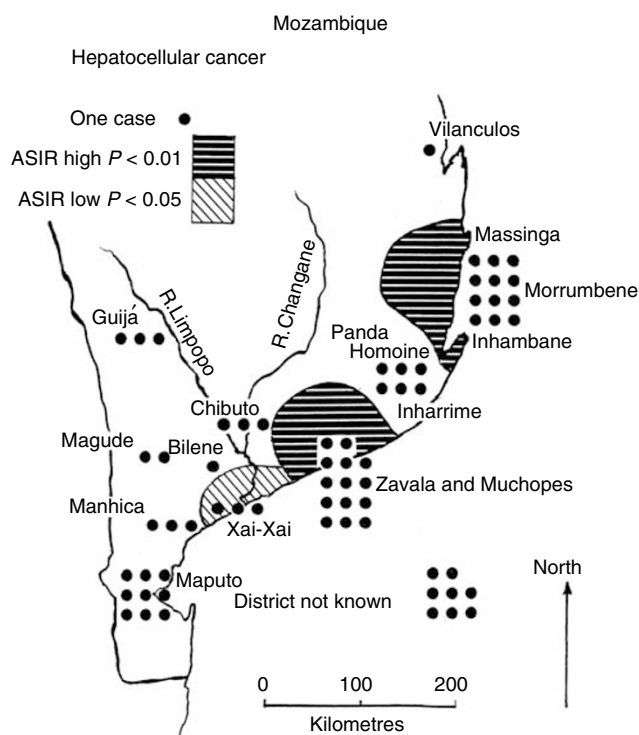 Mozambique
Hepatocellular cancer
One case
ASIR high P < 0.01
ASIR low P < 0.05
Vilanculos
Massinga
Morrumbene
Inhambane
R.Limpopo
R.Changane
Guijá
Panda
Homoine
Inharrime
Chibuto
Magude
Bilene
Zavala and Muchopes
Manhica
Xai-Xai
Maputo
District not known
North
0 100 200
Kilometres